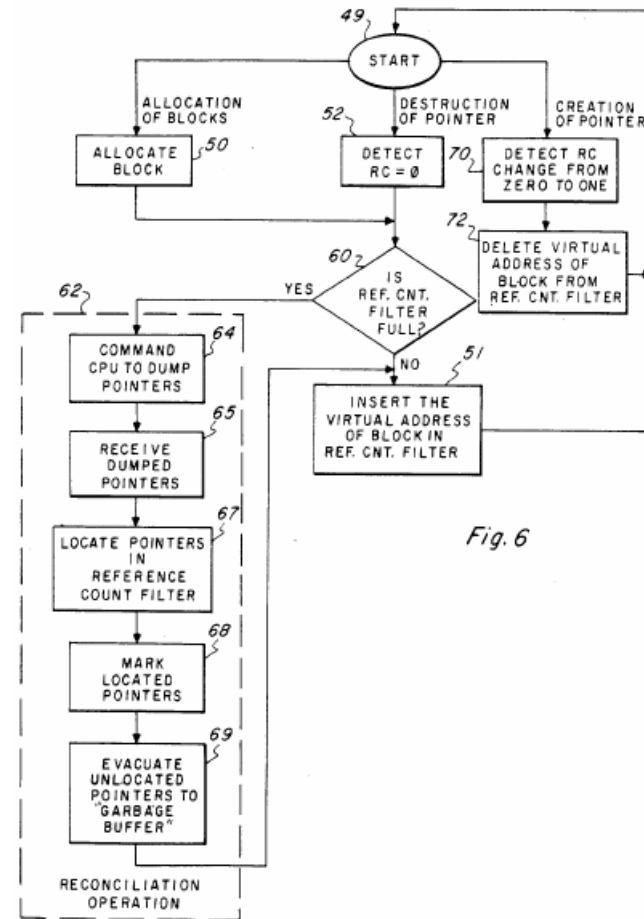 49
START
ALLOCATION
OF BLOCKS
50
ALLOCATE
BLOCK
52
DESTRUCTION
OF POINTER
DETECT
RC = Ø
CREATION
OF POINTER
70
DETECT RC
CHANGE FROM
ZERO TO ONE
72
DELETE VIRTUAL
ADDRESS OF
BLOCK FROM
REF. CNT. FILTER
60
IS
REF. CNT.
FILTER
FULL?
YES
NO
62
64
COMMAND
CPU TO DUMP
POINTERS
65
RECEIVE
DUMPED
POINTERS
67
LOCATE POINTERS
IN
REFERENCE
COUNT FILTER
68
MARK
LOCATED
POINTERS
69
EVACUATE
UNLOCATED
POINTERS TO
"GARBAGE
BUFFER"
RECONCILIATION
OPERATION
51
INSERT THE
VIRTUAL ADDRESS
OF BLOCK IN
REF. CNT. FILTER
Fig. 6